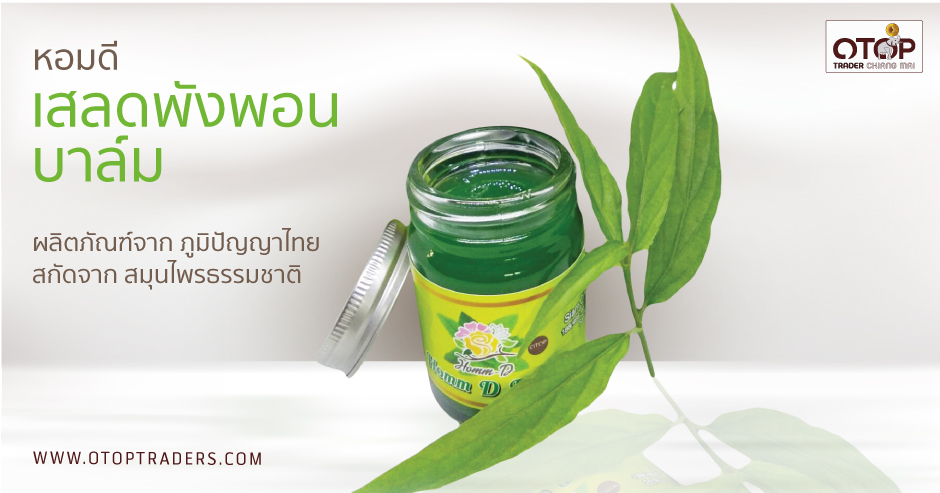 หอมดี
เสลดพังพอน
บาล์ม
ผลิตภัณฑ์จาก ภูมิปัญญาไทย
สกัดจาก สมุนไพรธรรมชาติ
WWW.OTOPTRADERS.COM
OTOP
TRADER CHIANG MAI
OTOP
Homm D
Homm D